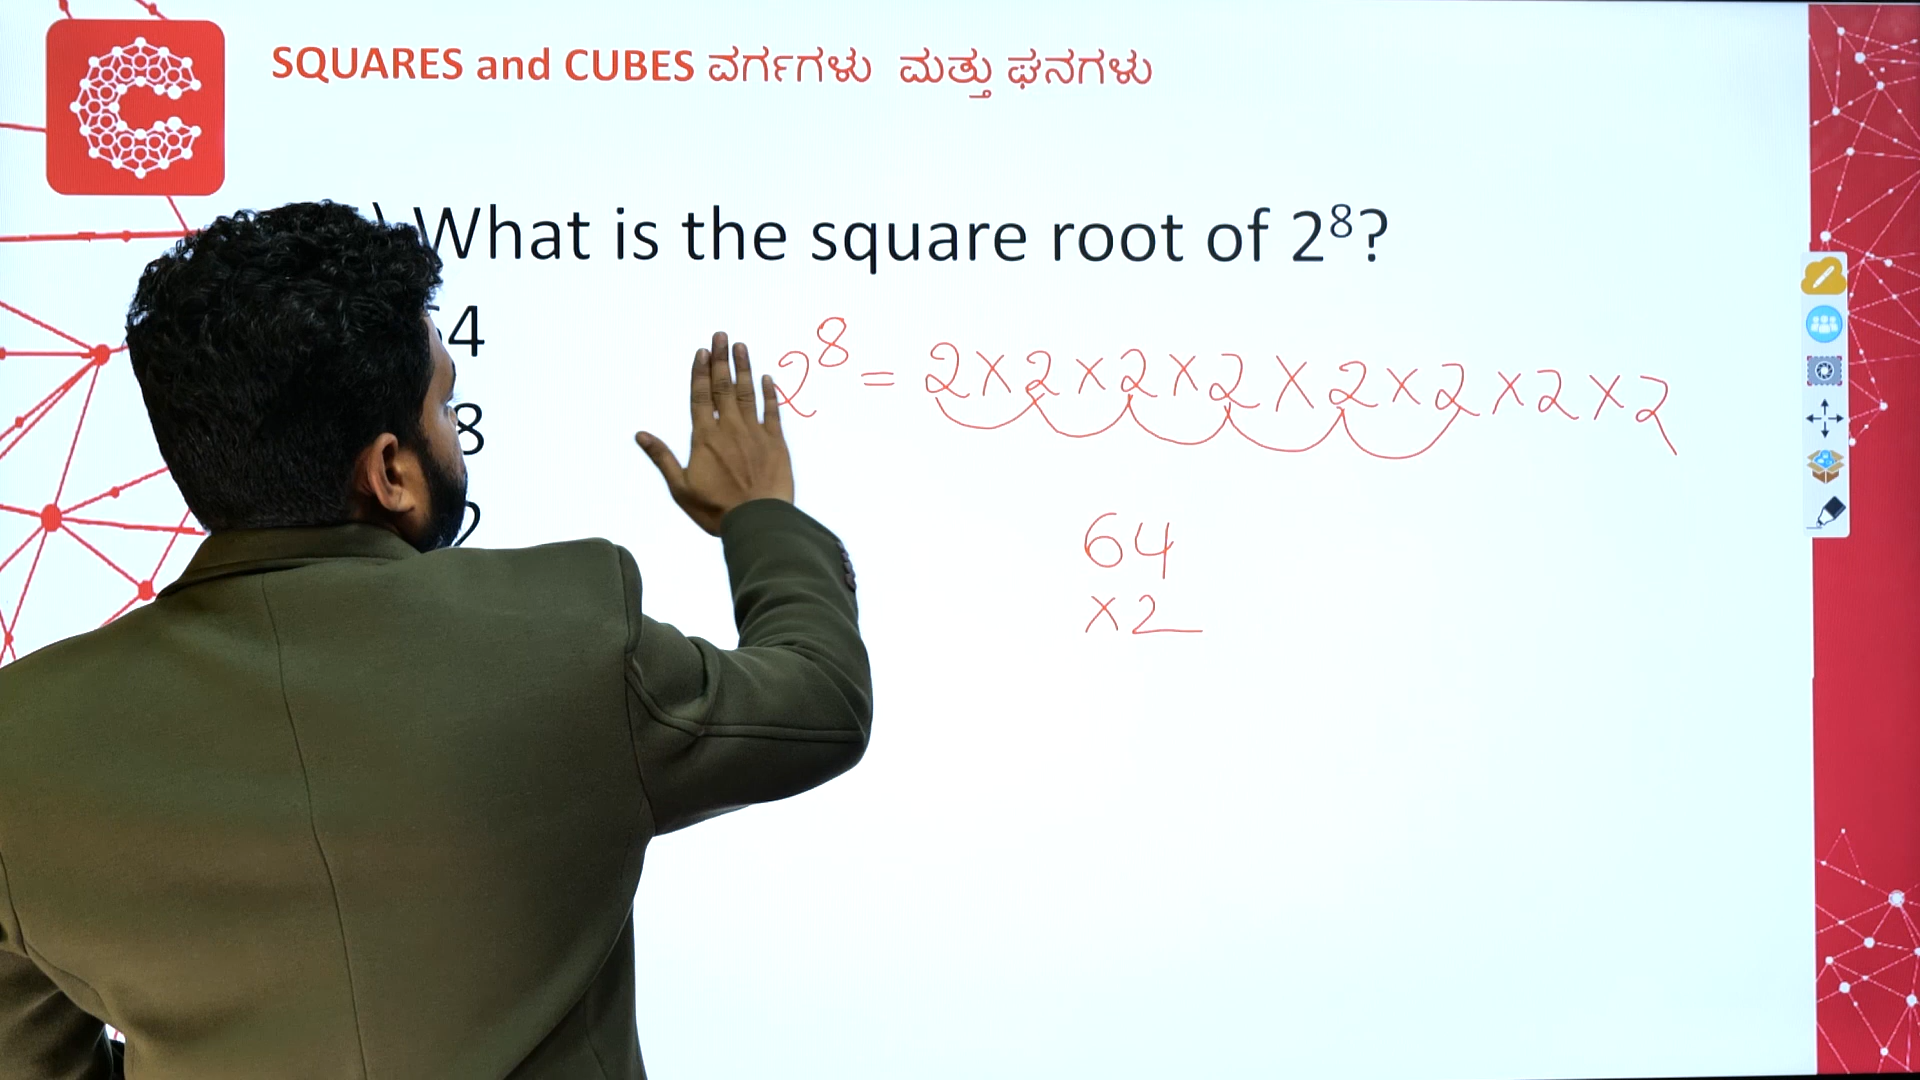 SQUARES and CUBES ವರ್ಗಗಳು ಮತ್ತು ಘನಗಳು
What is the square root of 2⁸?
4
8
2
2⁸ = 2×2×2×2×2×2×2×2
64
×2